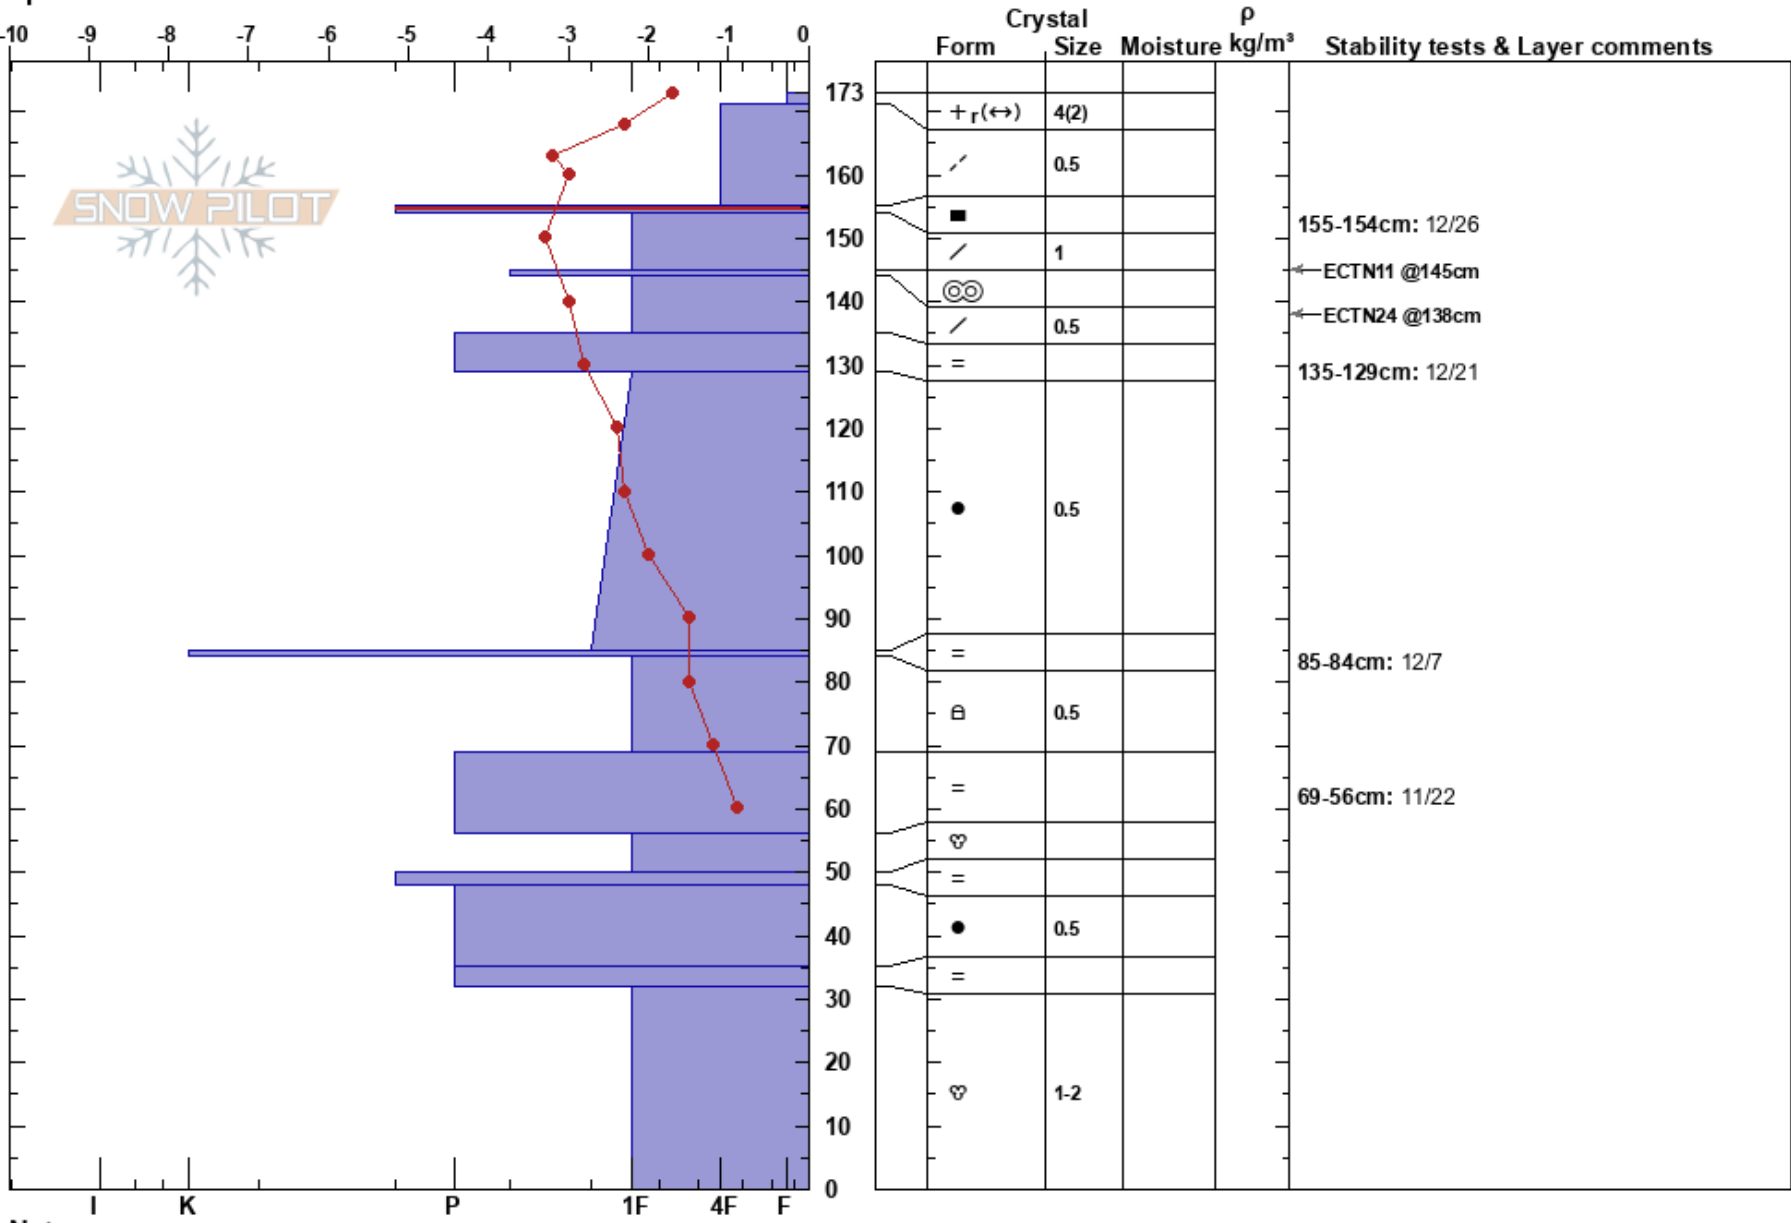 Crystal ρ
-10 -9 -8 -7 -6 -5 -4 -3 -2 -1 0 Form Size Moisture kg/m³ Stability tests & Layer comments
173
+r(↔) 4(2)
0.5
160
SNOW PILOT
155-154cm: 12/26
150
1
ECTN11 @145cm
140
ECTN24 @138cm
0.5
130 =
135-129cm: 12/21
120
110
0.5
100
90
=
85-84cm: 12/7
80
0.5
70
=
69-56cm: 11/22
60
50 =
40 0.5
=
30
20
1-2
10
0
I K P 1F 4F F